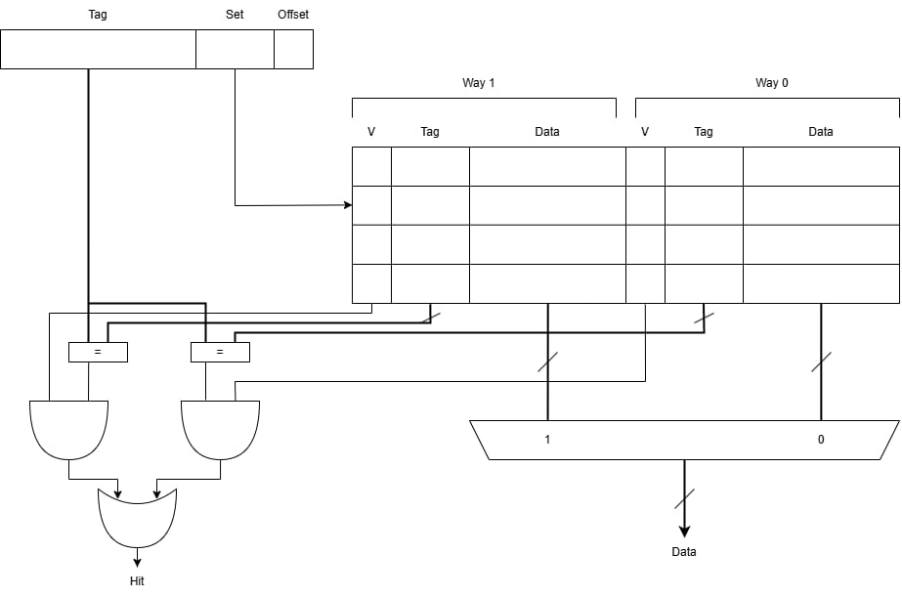 Tag Set Offset
Way 1 Way 0
V Tag Data V Tag Data
= =
1 0
Data
Hit